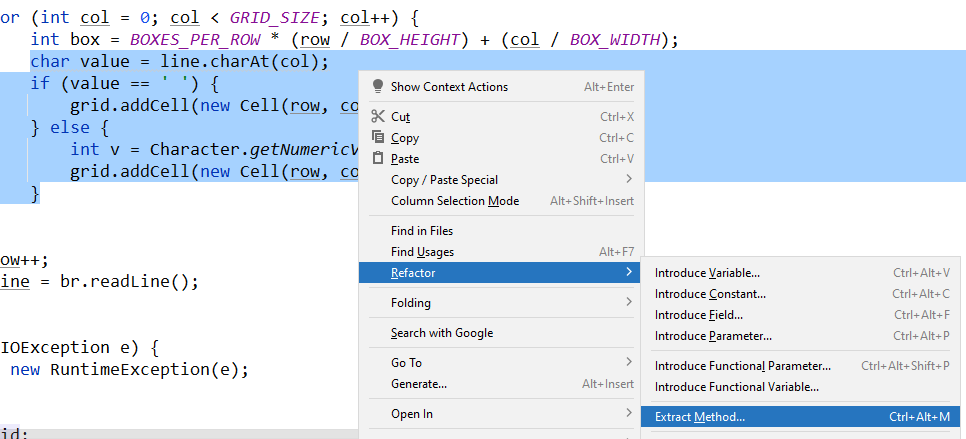 or (int col = 0; col < GRID_SIZE; col++) {
int box = BOXES_PER_ROW * (row / BOX_HEIGHT) + (col / BOX_WIDTH);
char value = line.charAt(col);
if (value == ' ') {
grid.addCell(new Cell(row, co
} else {
int v = Character.getNumericV
grid.addCell(new Cell(row, co
}
ow++;
ine = br.readLine();
IOException e) {
new RuntimeException(e);
id;
Show Context Actions Alt+Enter
Cut Ctrl+X
Copy Ctrl+C
Paste Ctrl+V
Copy / Paste Special
Column Selection Mode Alt+Shift+Insert
Find in Files
Find Usages Alt+F7
Refactor
Folding
Search with Google
Go To
Generate... Alt+Insert
Open In
Introduce Variable... Ctrl+Alt+V
Introduce Constant... Ctrl+Alt+C
Introduce Field... Ctrl+Alt+F
Introduce Parameter... Ctrl+Alt+P
Introduce Functional Parameter... Ctrl+Alt+Shift+P
Introduce Functional Variable...
Extract Method... Ctrl+Alt+M